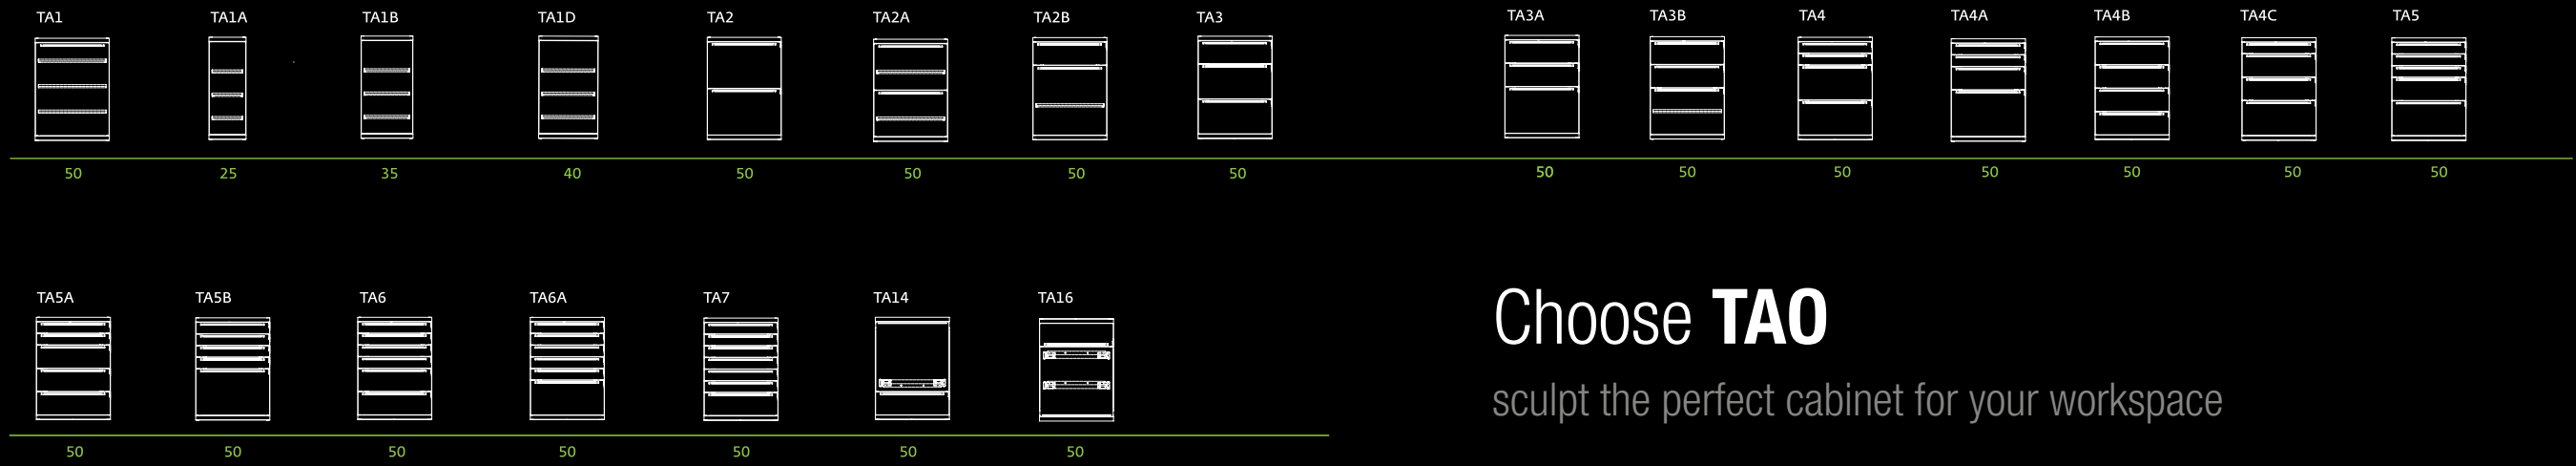 TA1 TA1A TA1B TA1D TA2 TA2A TA2B TA3 TA3A TA3B TA4 TA4A TA4B TA4C TA5
50 25 35 40 50 50 50 50 50 50 50 50 50 50 50
TA5A TA5B TA6 TA6A TA7 TA14 TA16
Choose TAO
sculpt the perfect cabinet for your workspace
50 50 50 50 50 50 50